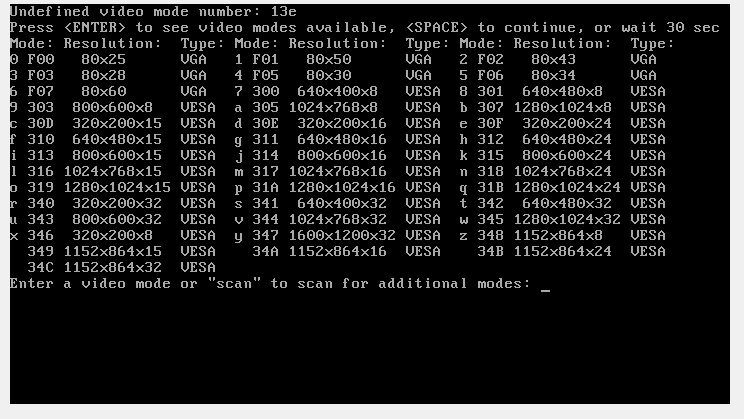 Undefined video mode number: 13e
Press <ENTER> to see video modes available, <SPACE> to continue, or wait 30 sec
Mode: Resolution:  Type: Mode: Resolution:  Type: Mode: Resolution:  Type:
0 F00   80x25      VGA   1 F01   80x50      VGA   2 F02   80x43      VGA
3 F03   80x28      VGA   4 F05   80x30      VGA   5 F06   80x34      VGA
6 F07   80x60      VGA   7 300  640x400x8   VESA  8 301  640x480x8   VESA
9 303  800x600x8   VESA  a 305 1024x768x8   VESA  b 307 1280x1024x8  VESA
c 30D  320x200x15  VESA  d 30E  320x200x16  VESA  e 30F  320x200x24  VESA
f 310  640x480x15  VESA  g 311  640x480x16  VESA  h 312  640x480x24  VESA
i 313  800x600x15  VESA  j 314  800x600x16  VESA  k 315  800x600x24  VESA
l 316 1024x768x15  VESA  m 317 1024x768x16  VESA  n 318 1024x768x24  VESA
o 319 1280x1024x15 VESA  p 31A 1280x1024x16 VESA  q 31B 1280x1024x24 VESA
r 340  320x200x32  VESA  s 341  640x400x32  VESA  t 342  640x480x32  VESA
u 343  800x600x32  VESA  v 344 1024x768x32  VESA  w 345 1280x1024x32 VESA
x 346  320x200x8   VESA  y 347 1600x1200x32 VESA  z 348 1152x864x8   VESA
  349 1152x864x15  VESA    34A 1152x864x16  VESA    34B 1152x864x24  VESA
  34C 1152x864x32  VESA
Enter a video mode or "scan" to scan for additional modes: _